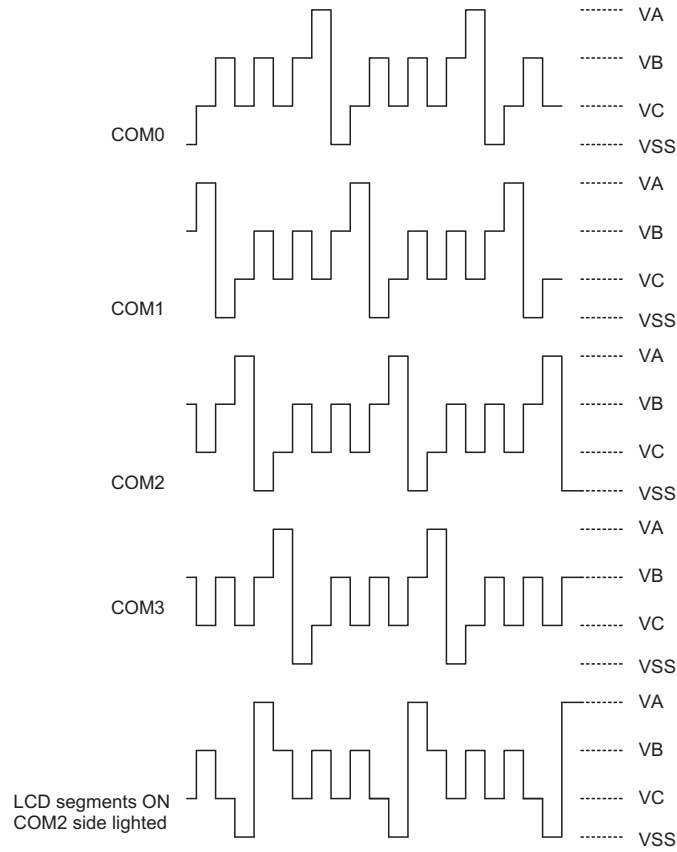 VA
VB
VC
COM0
VSS
VA
VB
VC
COM1
VSS
VA
VB
VC
COM2
VSS
VA
VB
COM3
VC
VSS
VA
VB
VC
LCD segments ON
COM2 side lighted
VSS